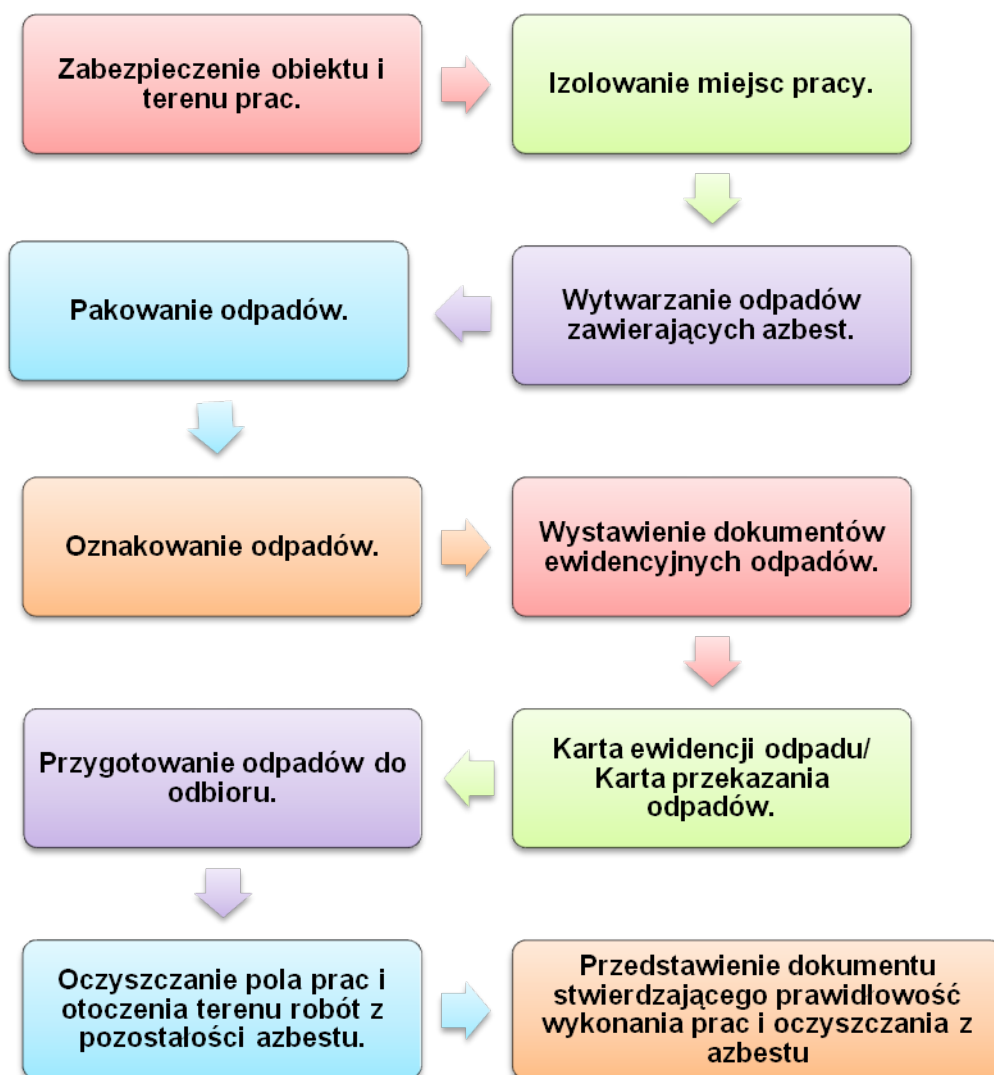 Zabezpieczenie obiektu i
terenu prac.
Izolowanie miejsc pracy.
Wytwarzanie odpadów
zawierających azbest.
Pakowanie odpadów.
Oznakowanie odpadów.
Wystawienie dokumentów
ewidencyjnych odpadów.
Karta ewidencji odpadu/
Karta przekazania
odpadów.
Przygotowanie odpadów do
odbioru.
Oczyszczanie pola prac i
otoczenia terenu robót z
pozostałości azbestu.
Przedstawienie dokumentu
stwierdzającego prawidłowość
wykonania prac i oczyszczania z
azbestu